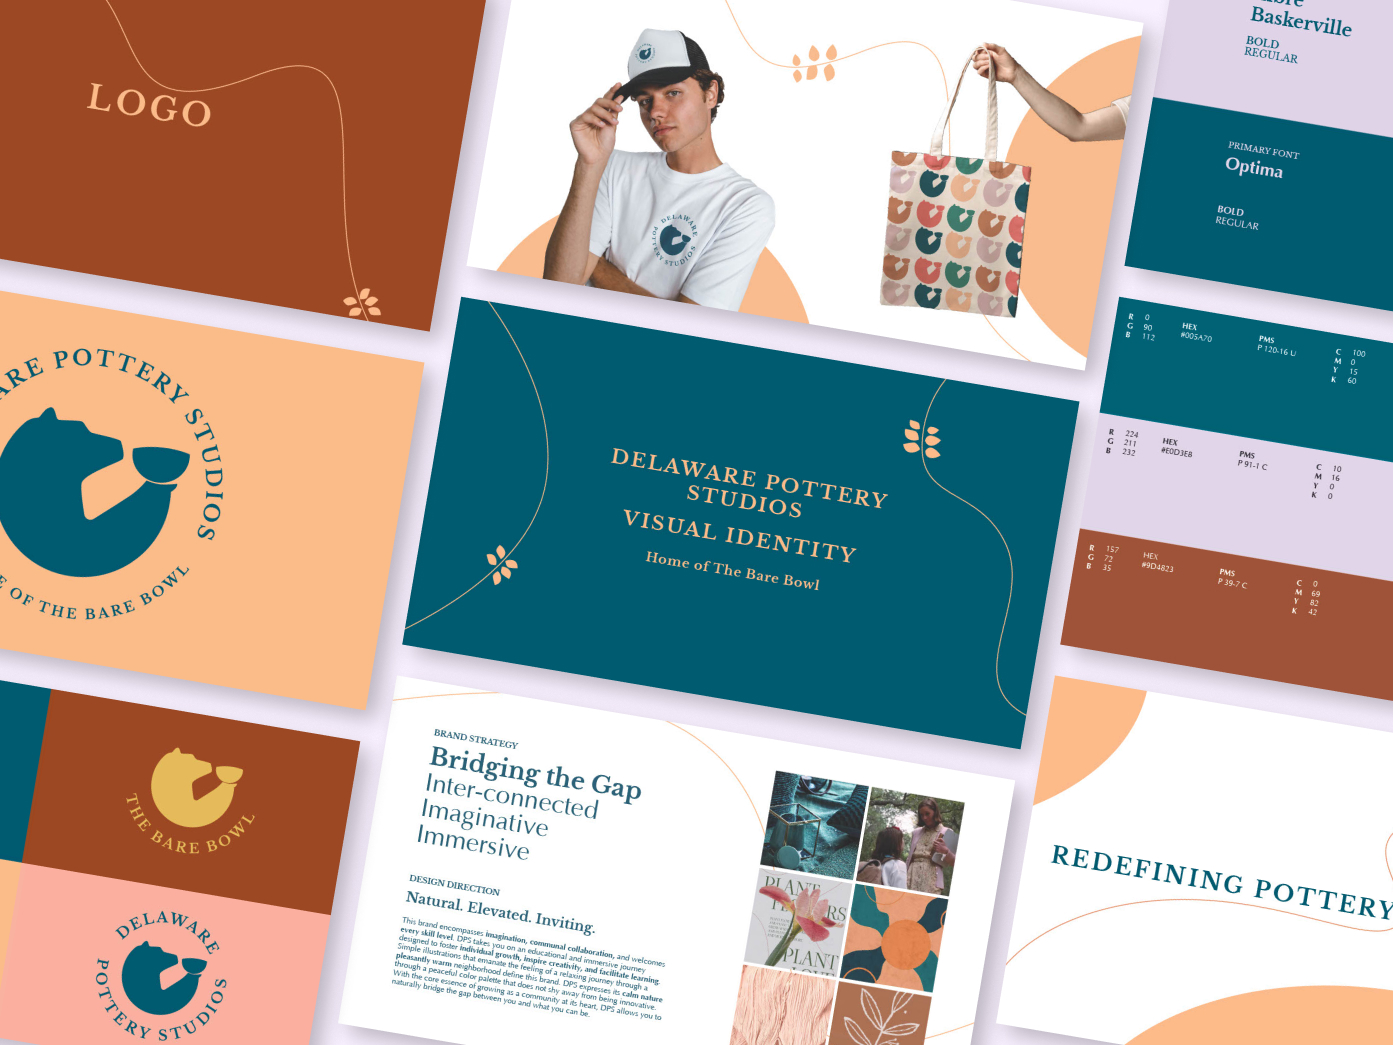 LOGO
DELAWARE
POTTERY STUDIOS
Baskerville
BOLD
REGULAR
PRIMARY FONT
Optima
BOLD
REGULAR
ARE POTTERY STUDIOS
E OF THE BARE BOWL
DELAWARE POTTERY
STUDIOS
VISUAL IDENTITY
Home of The Bare Bowl
R 0
G 90
B 112
HEX
#005A70
PMS
P 120-16 U
C 100
M 0
Y 15
K 60
R 224
G 211
B 232
HEX
#E0D3E8
PMS
P 91-1 C
C 10
M 16
Y 0
K 0
R 157
G 72
B 35
HEX
#9D4823
PMS
P 39-7 C
C 0
M 69
Y 82
K 42
THE BARE BOWL
DELAWARE
POTTERY STUDIOS
BRAND STRATEGY
Bridging the Gap
Inter-connected
Imaginative
Immersive
DESIGN DIRECTION
Natural. Elevated. Inviting.
This brand encompasses imagination, communal collaboration, and welcomes
every skill level. DPS takes you on an educational and immersive journey
designed to foster individual growth, inspire creativity, and facilitate learning.
Simple illustrations that emanate the feeling of a relaxing journey through a
pleasantly warm neighborhood define this brand. DPS expresses its calm nature
through a peaceful color palette that does not shy away from being innovative.
With the core essence of growing as a community at its heart, DPS allows you to
naturally bridge the gap between you and what you can be.
PLANT
PLANT
REDEFINING POTTERY